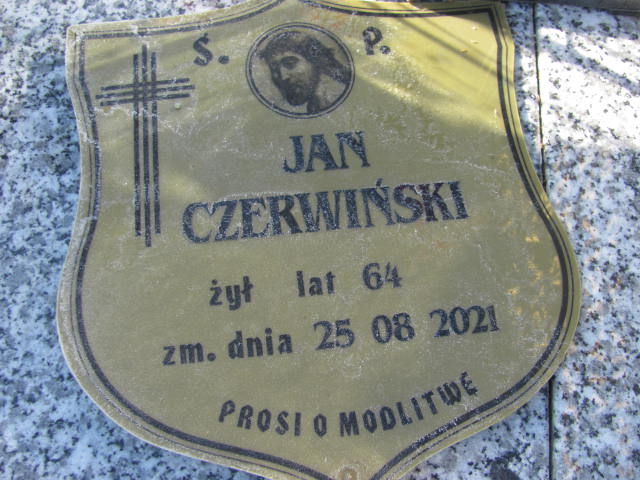 Ś. P.
JAN
CZERWIŃSKI
żył lat 64
zm. dnia 25 08 2021
PROSI O MODLITWĘ